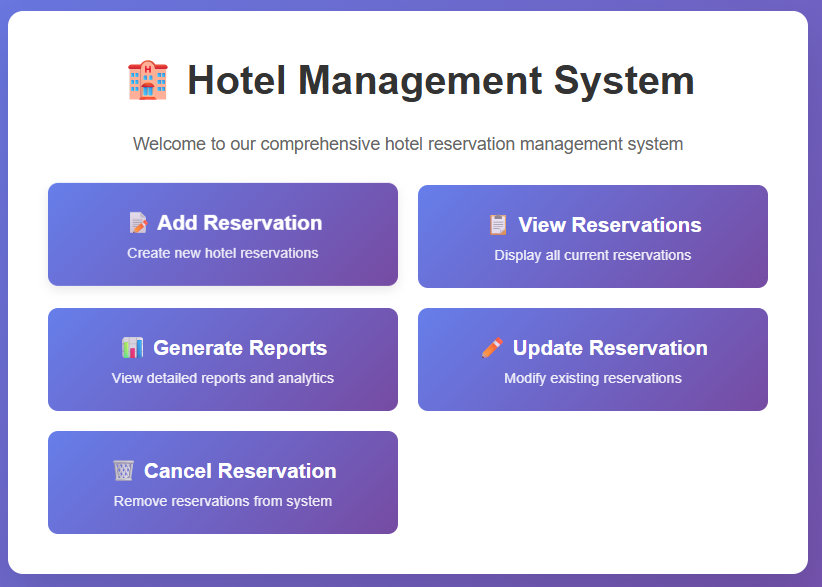 Hotel Management System
Welcome to our comprehensive hotel reservation management system
Add Reservation
Create new hotel reservations
View Reservations
Display all current reservations
Generate Reports
View detailed reports and analytics
Update Reservation
Modify existing reservations
Cancel Reservation
Remove reservations from system